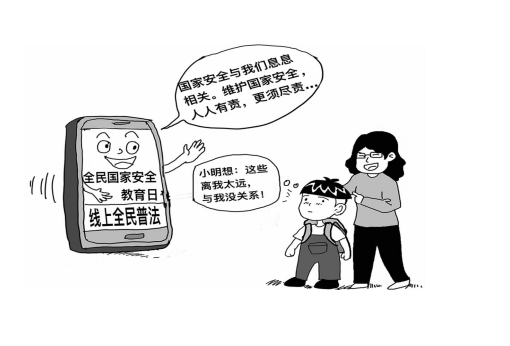 国家安全与我们息息
相关。维护国家安全，
人人有责，更须尽责…
全民国家安全
教育日
线上全民普法
小明想：这些
离我太远，
与我没关系！